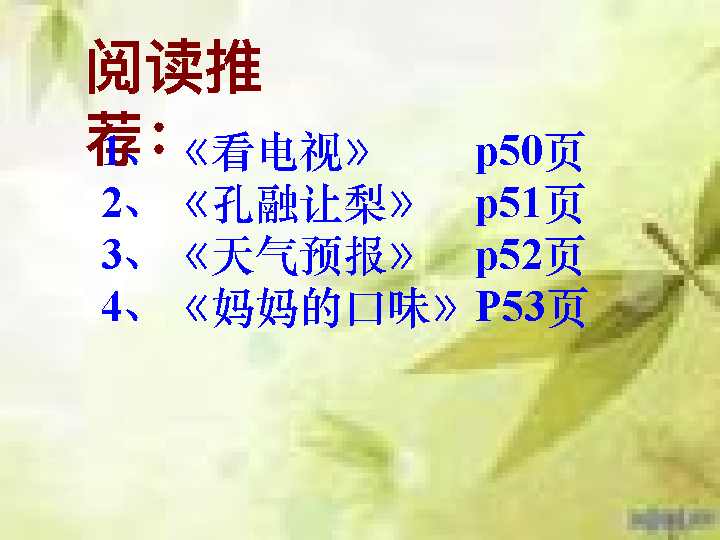 阅读推
荐：
1、《看电视》 p50页
2、《孔融让梨》 p51页
3、《天气预报》 p52页
4、《妈妈的口味》P53页